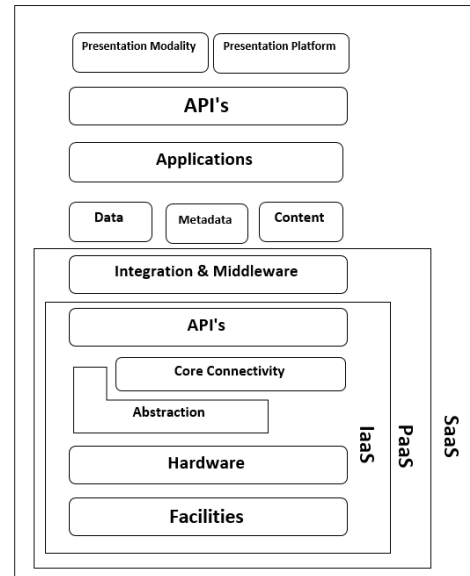 Presentation Modality
Presentation Platform
API's
Applications
Data
Metadata
Content
Integration & Middleware
API's
Core Connectivity
Abstraction
Hardware
Facilities
IaaS
PaaS
SaaS